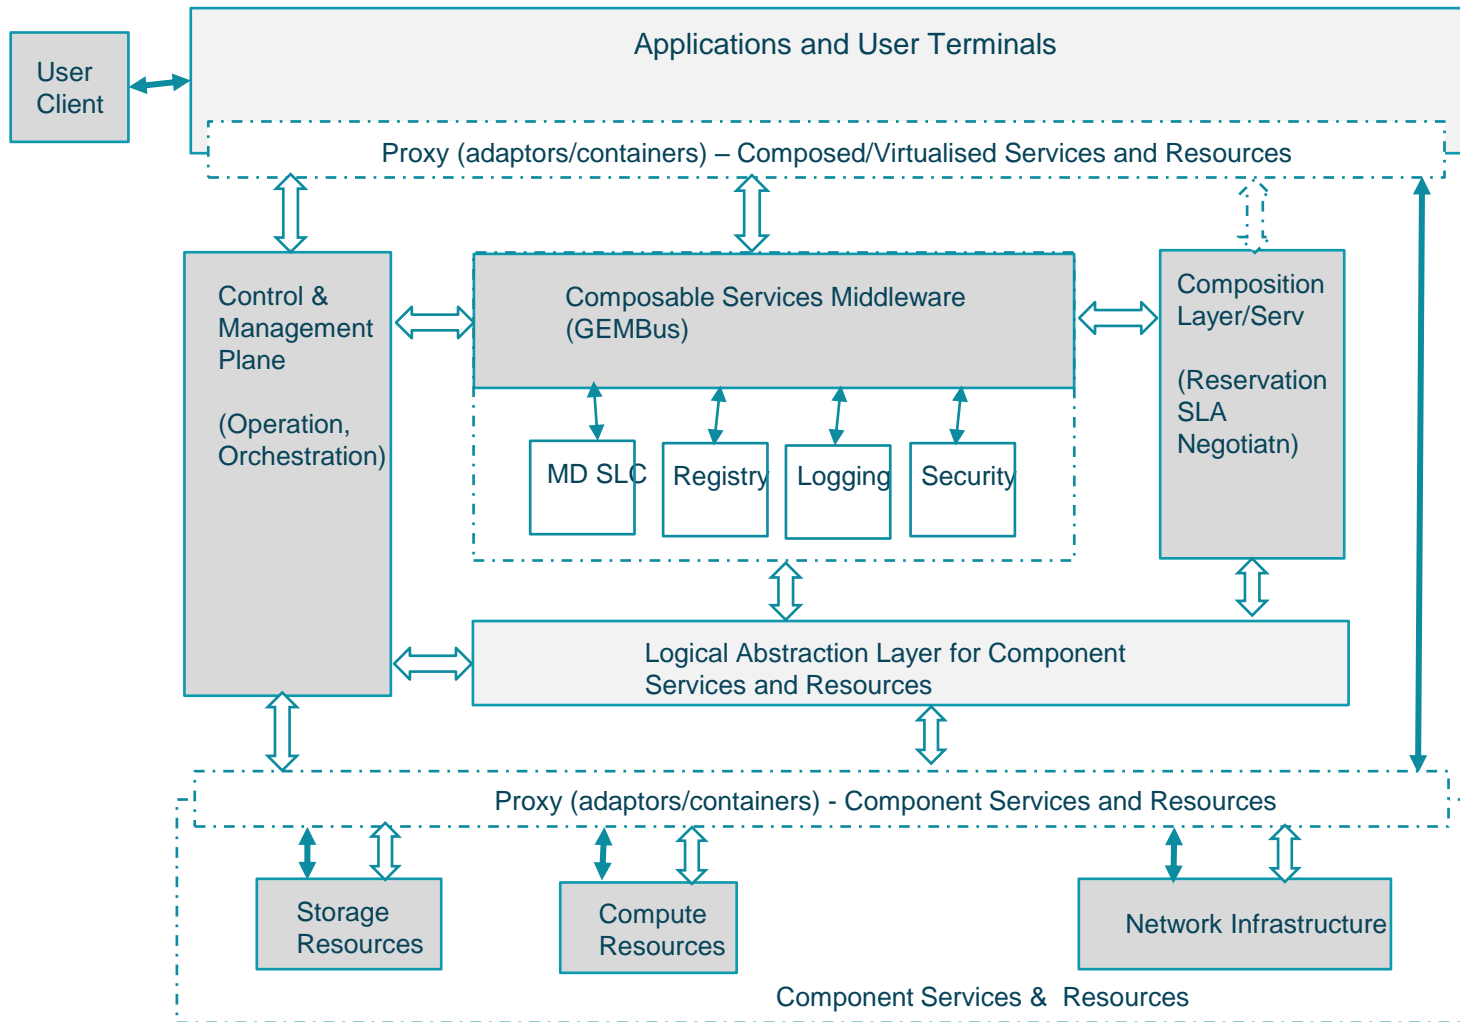 Applications and User Terminals
User
Client
Proxy (adaptors/containers) – Composed/Virtualised Services and Resources
Control &
Management
Plane
(Operation,
Orchestration)
Composable Services Middleware
(GEMBus)
Composition
Layer/Serv
(Reservation
SLA
Negotiatn)
MD SLC
Registry
Logging
Security
Logical Abstraction Layer for Component
Services and Resources
Proxy (adaptors/containers) - Component Services and Resources
Storage
Resources
Compute
Resources
Network Infrastructure
Component Services & Resources